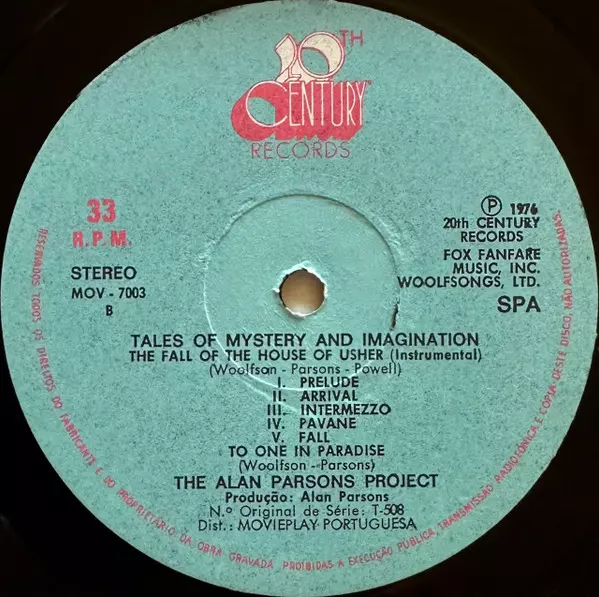 20TH
CENTURY
RECORDS
33
R.P.M.
STEREO
MOV - 7003
B
Ⓟ 1976
20th CENTURY
RECORDS
FOX FANFARE
MUSIC, INC.
WOOLFSONGS, LTD.
SPA
TALES OF MYSTERY AND IMAGINATION
THE FALL OF THE HOUSE OF USHER (Instrumental)
(Woolfson - Parsons - Powell)
I. PRELUDE
II. ARRIVAL
III. INTERMEZZO
IV. PAVANE
V. FALL
TO ONE IN PARADISE
(Woolfson - Parsons)
THE ALAN PARSONS PROJECT
Produção: Alan Parsons
N.º Original de Série: T-508
Dist.: MOVIEPLAY PORTUGUESA
RESERVADOS TODOS OS DIRECTOS DO FABRICANTE E DO PROPRIETÁRIO DA OBRA GRAVADA. PROIBIDAS A EXECUÇÃO PÚBLICA, TRANSMISSÃO RADIOFÓNICA E CÓPIA DESTE DISCO, NÃO AUTORIZADAS.